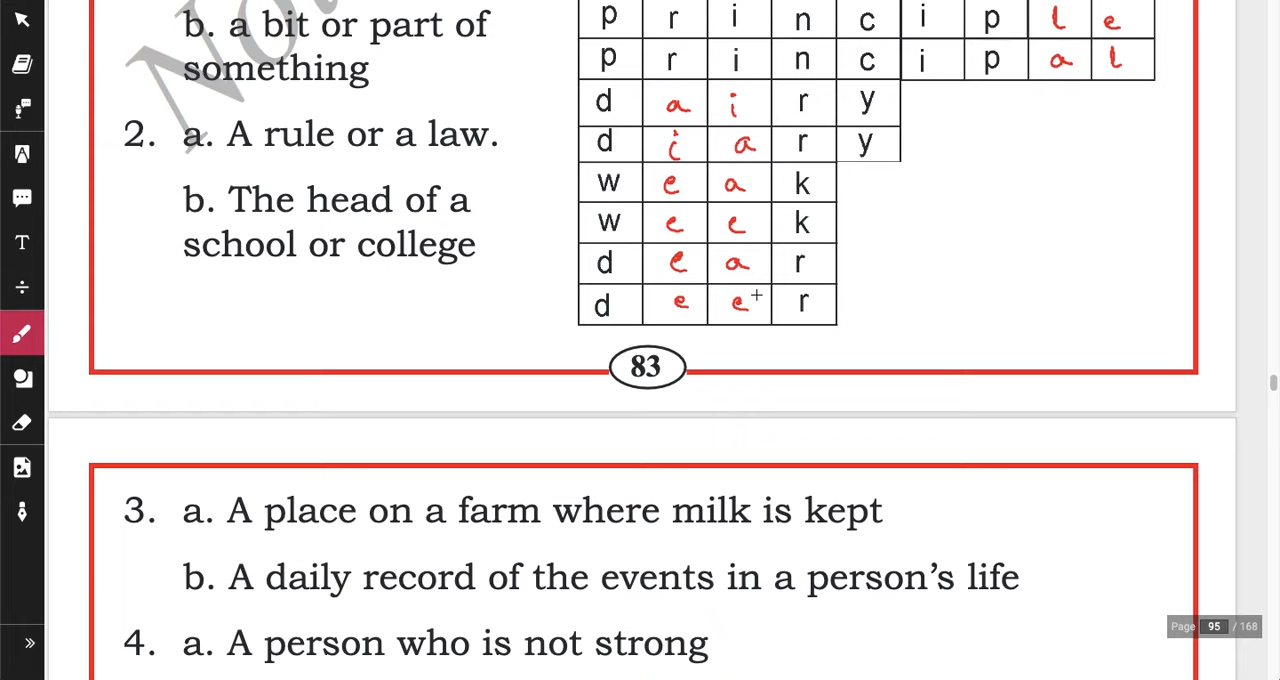 b. a bit or part of
something
2. a. A rule or a law.
b. The head of a
school or college
p r i n c i p l e
p r i n c i p a l
d a i r y
d i a r y
w e a k
w e e k
d e a r
d e e r
83
3. a. A place on a farm where milk is kept
b. A daily record of the events in a person's life
4. a. A person who is not strong
Page 95 / 168